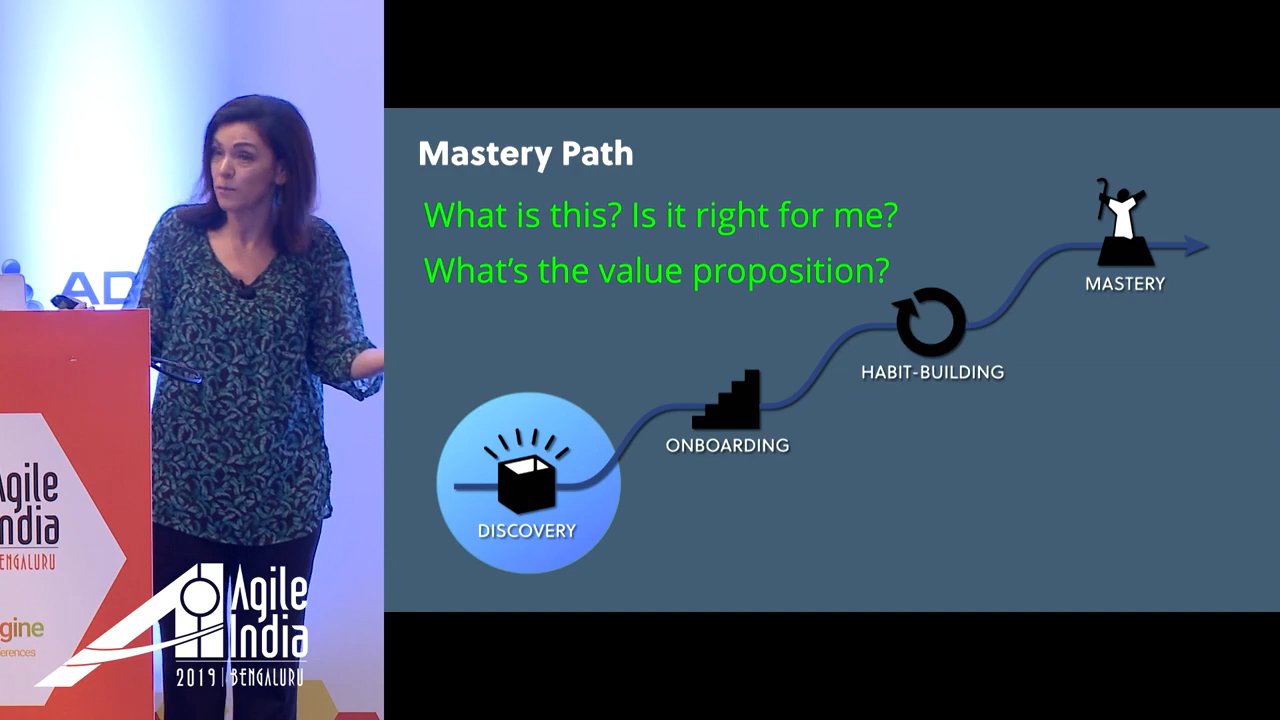 AD
Agile
India
BENGALURU
gine
ferences
Agile
India
2019 | BENGALURU
Mastery Path
What is this? Is it right for me?
What's the value proposition?
MASTERY
HABIT-BUILDING
ONBOARDING
DISCOVERY